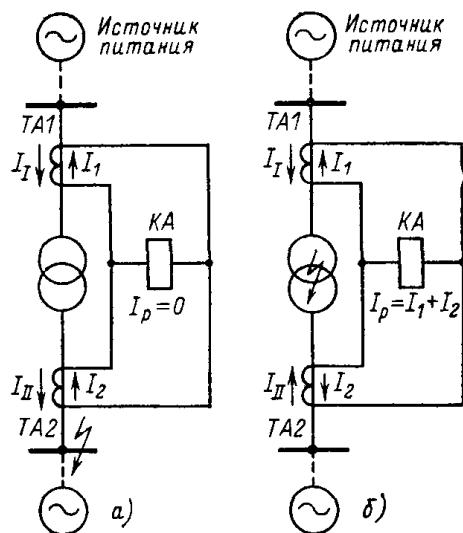 Источник
питания
TA1
I_I
I_1
KA
I_p=0
I_II
I_2
TA2
а)
Источник
питания
TA1
I_I
I_1
KA
I_p=I_1+I_2
I_II
I_2
TA2
б)